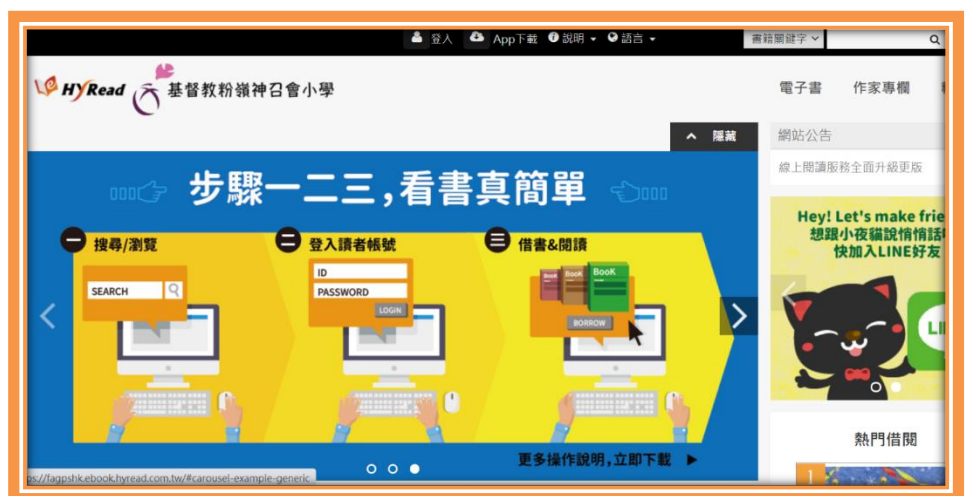 登入 App下載 說明 語言 書籍關鍵字
HyRead 基督教粉嶺神召會小學
電子書 作家專欄
隱藏
網站公告
線上閱讀服務全面升級更版
步驟一二三,看書真簡單
一 搜尋/瀏覽
SEARCH
二 登入讀者帳號
ID
PASSWORD
LOGIN
三 借書&閱讀
BooK
BooK
BooK
BORROW
更多操作說明,立即下載
Hey! Let's make frie
想跟小夜貓說悄悄話
快加入LINE好友
LI
熱門借閱
1
ps://fagpshk.ebook.hyread.com.tw/#carousel-example-generic